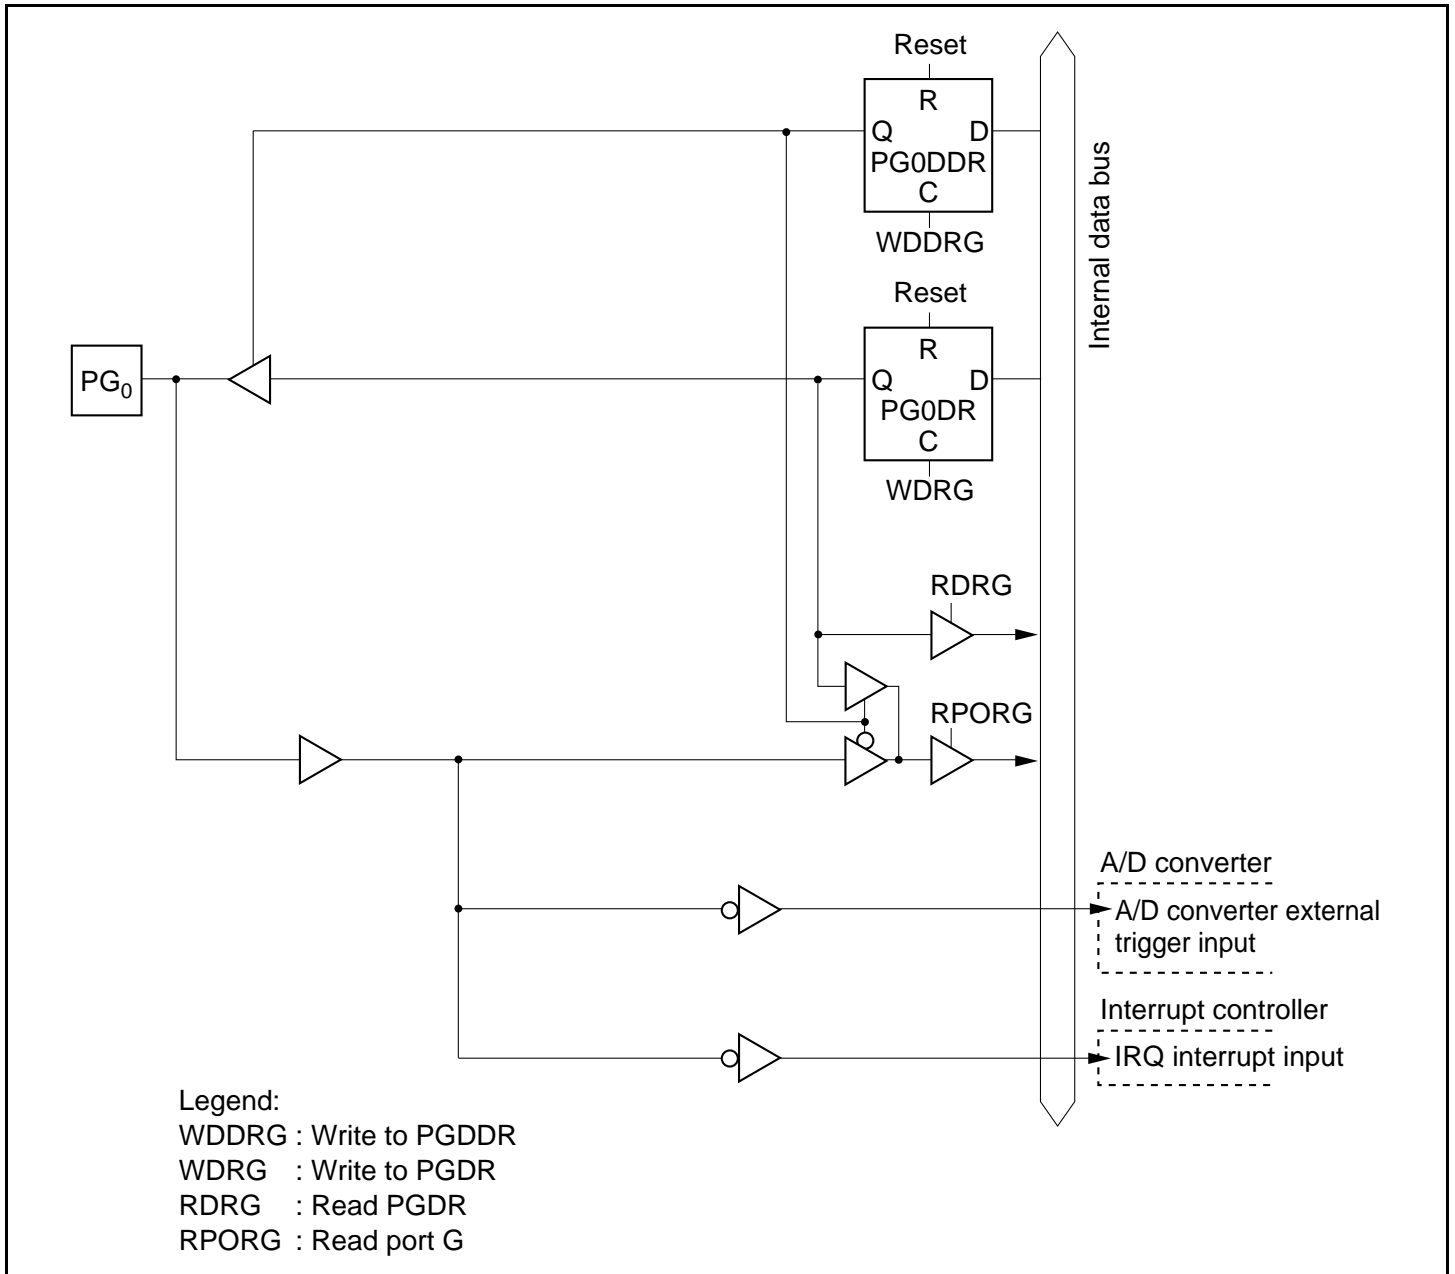 Reset
R
Q D
PG0DDR
C
WDDRG
Internal data bus
Reset
R
PG0
Q D
PG0DR
C
WDRG
RDRG
RPORG
A/D converter
A/D converter external
trigger input
Interrupt controller
IRQ interrupt input
Legend:
WDDRG : Write to PGDDR
WDRG : Write to PGDR
RDRG : Read PGDR
RPORG : Read port G